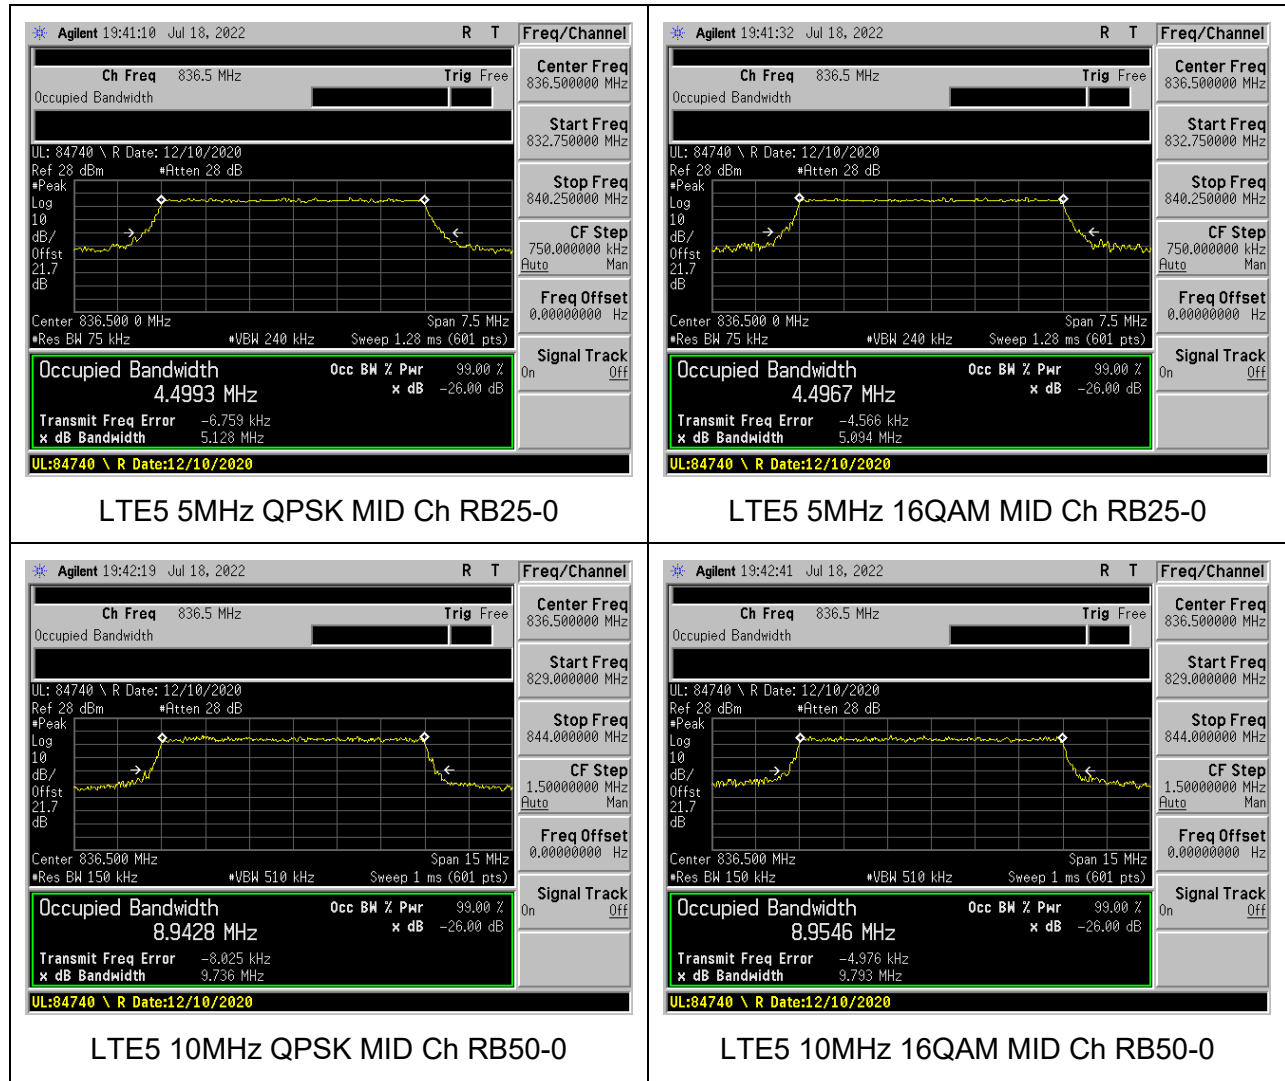 Agilent 19:41:10 Jul 18, 2022 R T Freq/Channel
Ch Freq 836.5 MHz Trig Free
Occupied Bandwidth
Center Freq
836.500000 MHz
Start Freq
832.750000 MHz
UL: 84740 \ R Date: 12/10/2020
Ref 28 dBm #Atten 28 dB
#Peak
Log
10
dB/
Offst
21.7
dB
Stop Freq
840.250000 MHz
CF Step
750.000000 kHz
Auto Man
Freq Offset
0.00000000 Hz
Center 836.500 0 MHz Span 7.5 MHz
#Res BW 75 kHz #VBW 240 kHz Sweep 1.28 ms (601 pts)
Signal Track
On Off
Occupied Bandwidth Occ BW % Pwr 99.00 %
4.4993 MHz x dB -26.00 dB
Transmit Freq Error -6.759 kHz
x dB Bandwidth 5.128 MHz
UL:84740 \ R Date:12/10/2020
LTE5 5MHz QPSK MID Ch RB25-0
Agilent 19:41:32 Jul 18, 2022 R T Freq/Channel
Ch Freq 836.5 MHz Trig Free
Occupied Bandwidth
Center Freq
836.500000 MHz
Start Freq
832.750000 MHz
UL: 84740 \ R Date: 12/10/2020
Ref 28 dBm #Atten 28 dB
#Peak
Log
10
dB/
Offst
21.7
dB
Stop Freq
840.250000 MHz
CF Step
750.000000 kHz
Auto Man
Freq Offset
0.00000000 Hz
Center 836.500 0 MHz Span 7.5 MHz
#Res BW 75 kHz #VBW 240 kHz Sweep 1.28 ms (601 pts)
Signal Track
On Off
Occupied Bandwidth Occ BW % Pwr 99.00 %
4.4967 MHz x dB -26.00 dB
Transmit Freq Error -4.566 kHz
x dB Bandwidth 5.094 MHz
UL:84740 \ R Date:12/10/2020
LTE5 5MHz 16QAM MID Ch RB25-0
Agilent 19:42:19 Jul 18, 2022 R T Freq/Channel
Ch Freq 836.5 MHz Trig Free
Occupied Bandwidth
Center Freq
836.500000 MHz
Start Freq
829.000000 MHz
UL: 84740 \ R Date: 12/10/2020
Ref 28 dBm #Atten 28 dB
#Peak
Log
10
dB/
Offst
21.7
dB
Stop Freq
844.000000 MHz
CF Step
1.50000000 MHz
Auto Man
Freq Offset
0.00000000 Hz
Center 836.500 MHz Span 15 MHz
#Res BW 150 kHz #VBW 510 kHz Sweep 1 ms (601 pts)
Signal Track
On Off
Occupied Bandwidth Occ BW % Pwr 99.00 %
8.9428 MHz x dB -26.00 dB
Transmit Freq Error -8.025 kHz
x dB Bandwidth 9.736 MHz
UL:84740 \ R Date:12/10/2020
LTE5 10MHz QPSK MID Ch RB50-0
Agilent 19:42:41 Jul 18, 2022 R T Freq/Channel
Ch Freq 836.5 MHz Trig Free
Occupied Bandwidth
Center Freq
836.500000 MHz
Start Freq
829.000000 MHz
UL: 84740 \ R Date: 12/10/2020
Ref 28 dBm #Atten 28 dB
#Peak
Log
10
dB/
Offst
21.7
dB
Stop Freq
844.000000 MHz
CF Step
1.50000000 MHz
Auto Man
Freq Offset
0.00000000 Hz
Center 836.500 MHz Span 15 MHz
#Res BW 150 kHz #VBW 510 kHz Sweep 1 ms (601 pts)
Signal Track
On Off
Occupied Bandwidth Occ BW % Pwr 99.00 %
8.9546 MHz x dB -26.00 dB
Transmit Freq Error -4.976 kHz
x dB Bandwidth 9.793 MHz
UL:84740 \ R Date:12/10/2020
LTE5 10MHz 16QAM MID Ch RB50-0